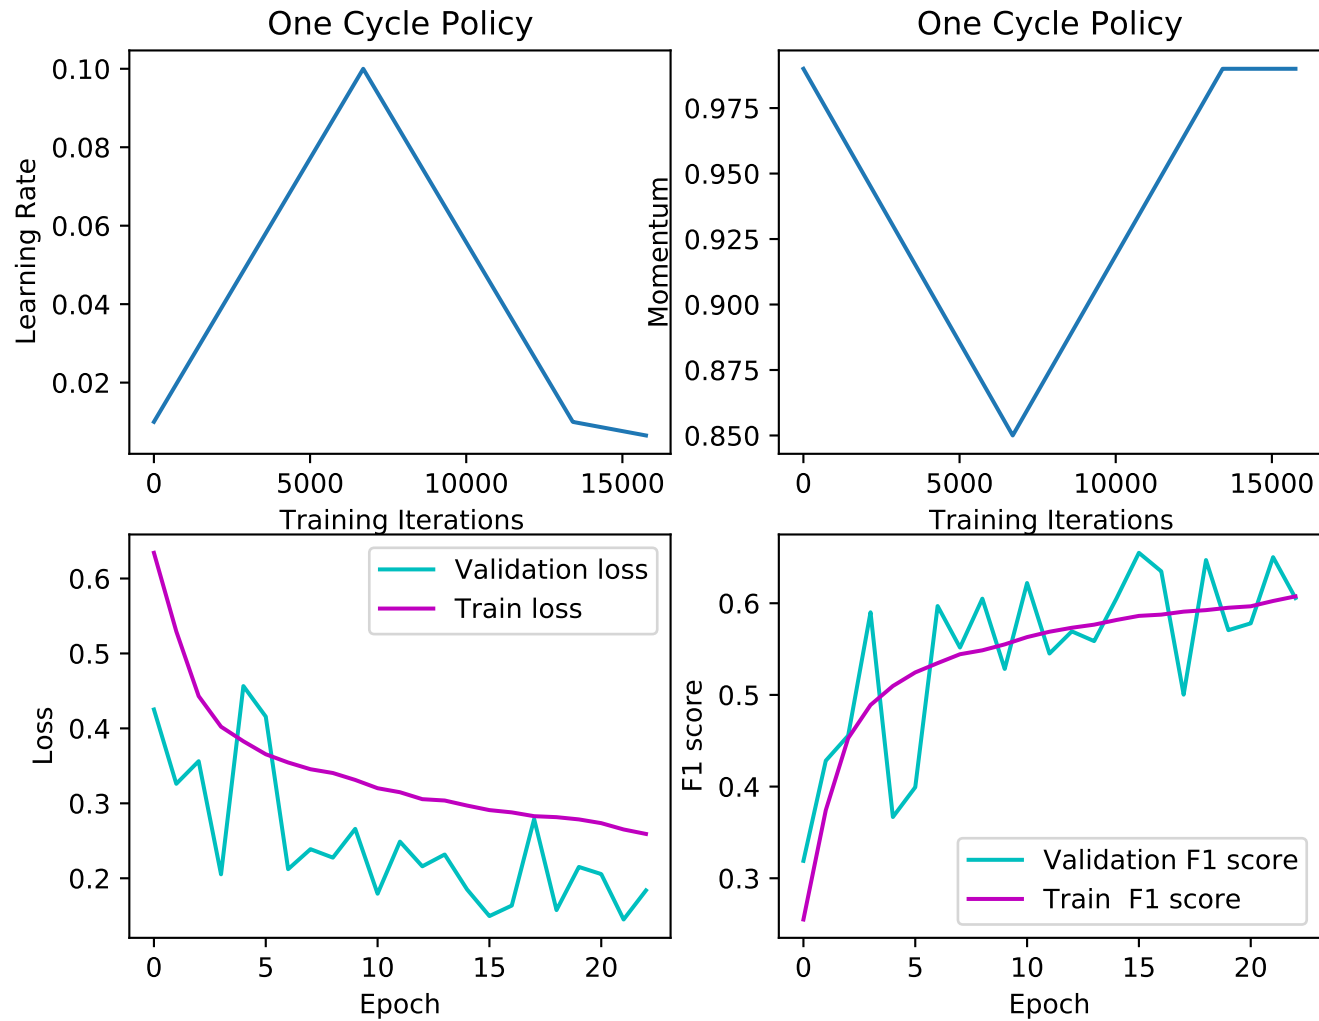 One Cycle Policy
Learning Rate
0.10
0.08
0.06
0.04
0.02
0 5000 10000 15000
Training Iterations
One Cycle Policy
Momentum
0.975
0.950
0.925
0.900
0.875
0.850
0 5000 10000 15000
Training Iterations
Loss
0.6
0.5
0.4
0.3
0.2
Validation loss
Train loss
0 5 10 15 20
Epoch
F1 score
0.6
0.5
0.4
0.3
Validation F1 score
Train F1 score
0 5 10 15 20
Epoch